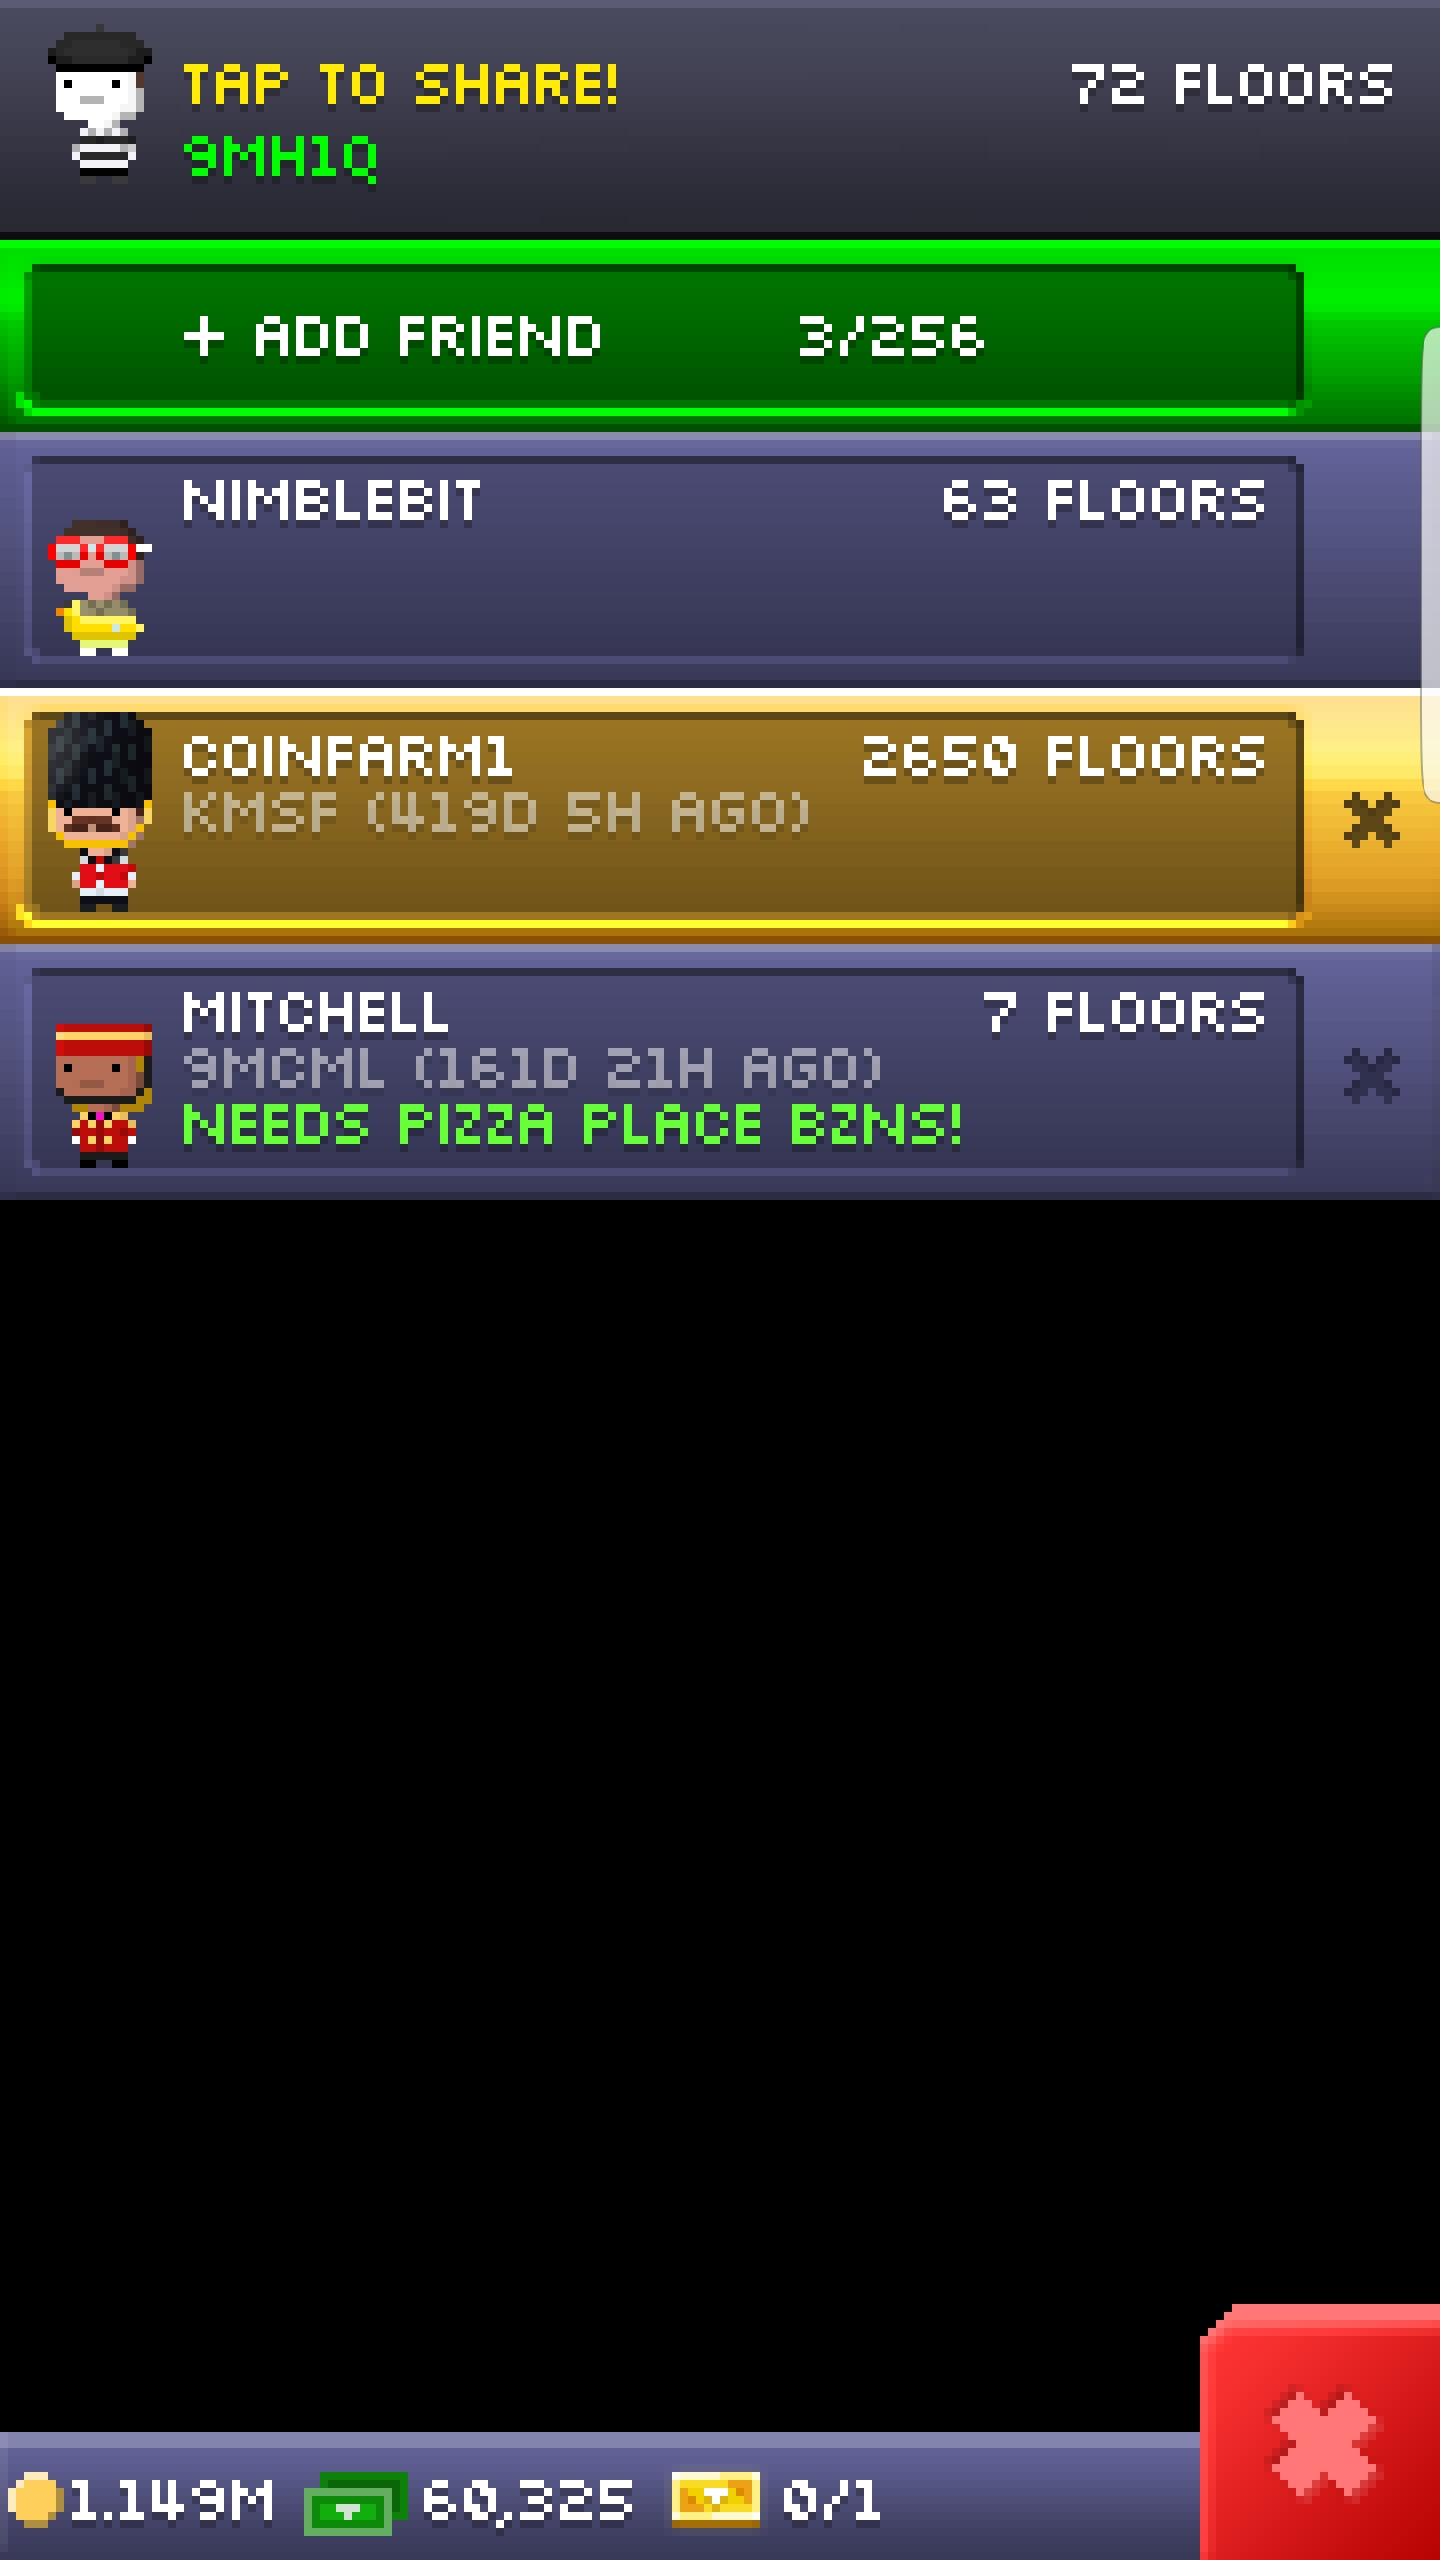 TAP TO SHARE!
72 FLOORS
9MH1Q
+ ADD FRIEND 3/256
NIMBLEBIT 63 FLOORS
COINFARM1 2650 FLOORS
KMSF (419D 5H AGO)
MITCHELL 7 FLOORS
9MCML (161D 21H AGO)
NEEDS PIZZA PLACE BZNS!
1.149M 60,325 0/1